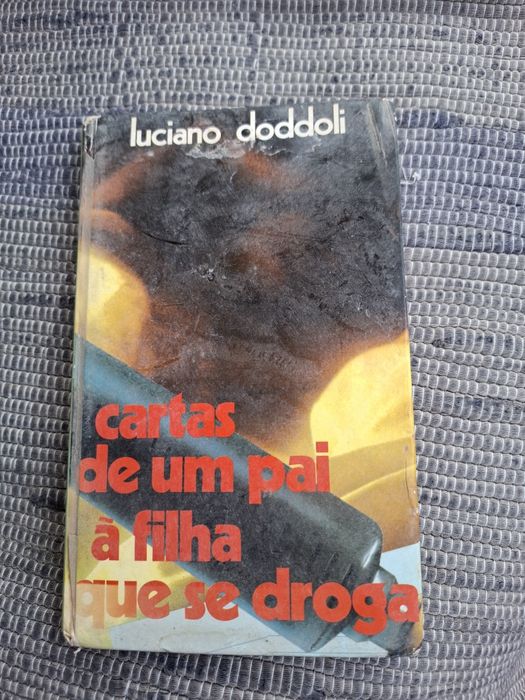 luciano doddoli
cartas
de um pai
à filha
que se droga